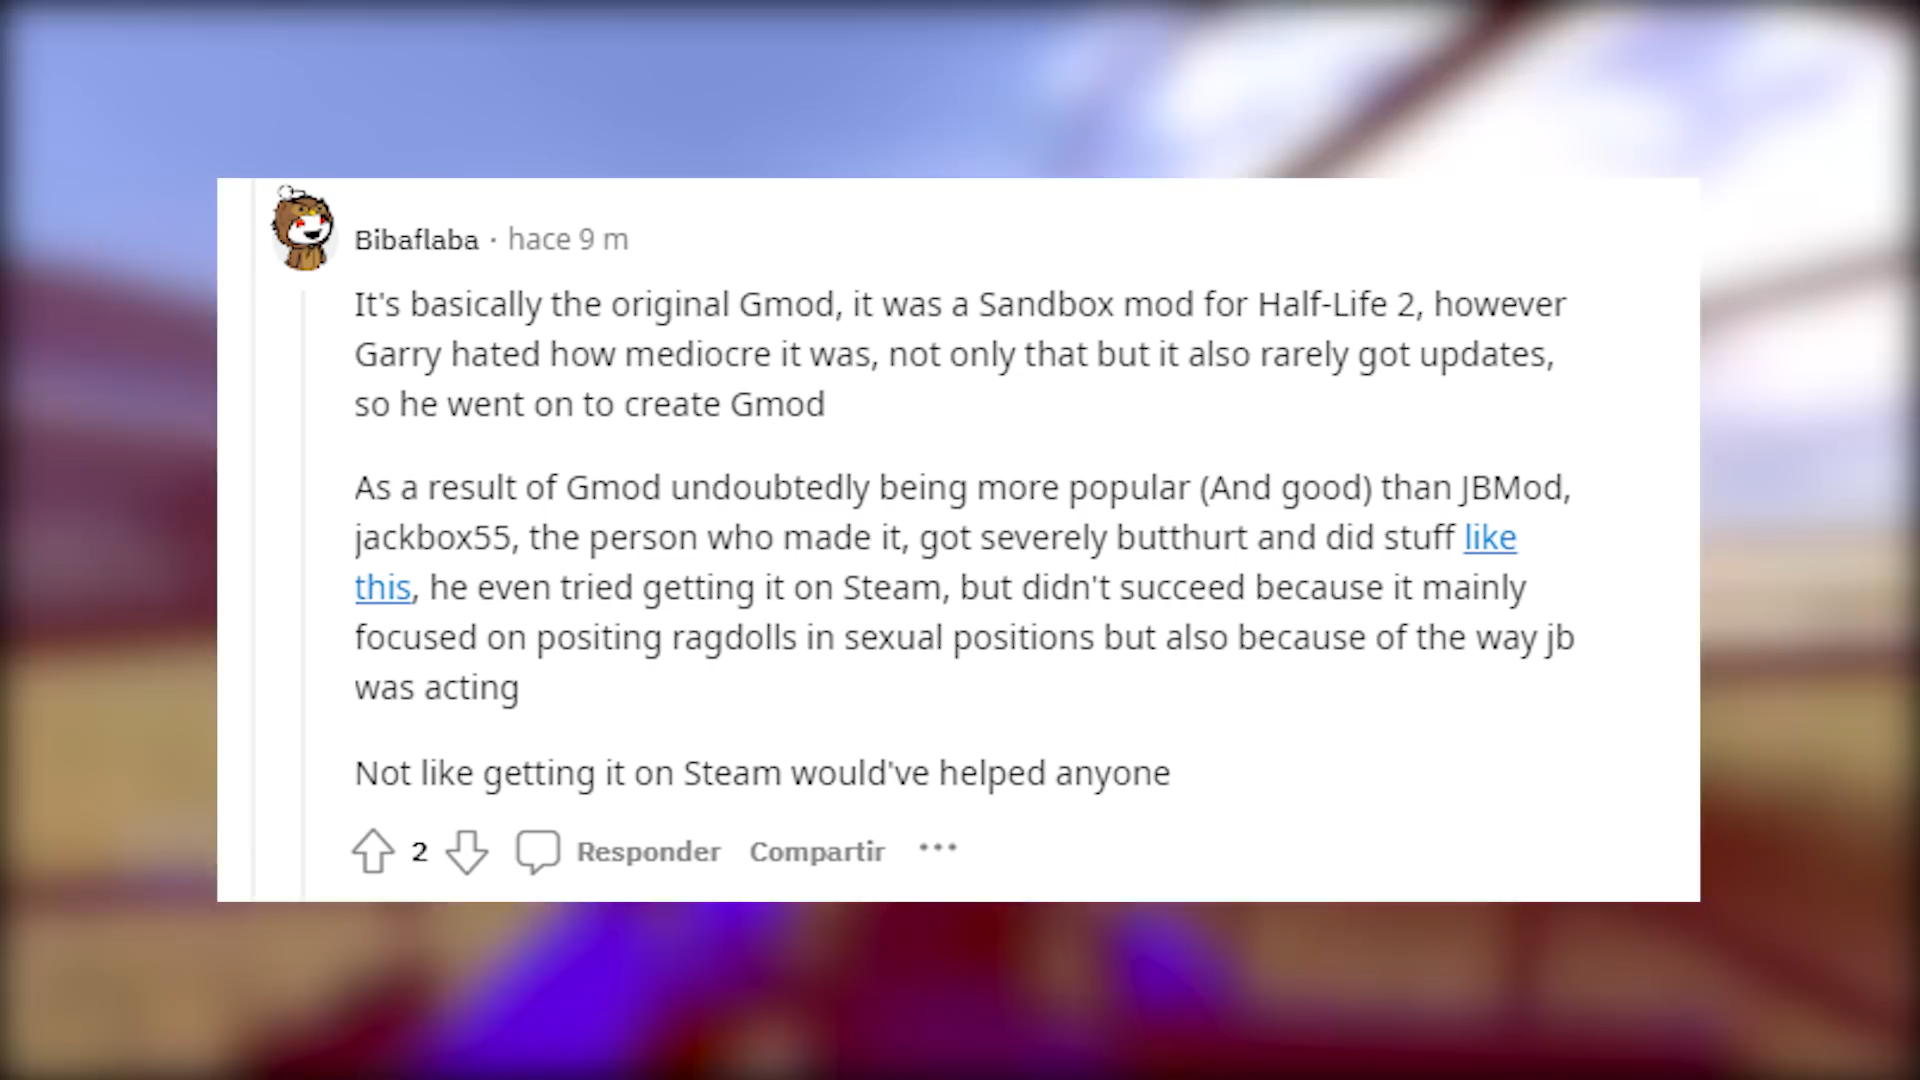 Bibaflaba · hace 9 m
It's basically the original Gmod, it was a Sandbox mod for Half-Life 2, however
Garry hated how mediocre it was, not only that but it also rarely got updates,
so he went on to create Gmod
As a result of Gmod undoubtedly being more popular (And good) than JBMod,
jackbox55, the person who made it, got severely butthurt and did stuff like
this, he even tried getting it on Steam, but didn't succeed because it mainly
focused on positing ragdolls in sexual positions but also because of the way jb
was acting
Not like getting it on Steam would've helped anyone
2 Responder Compartir ···